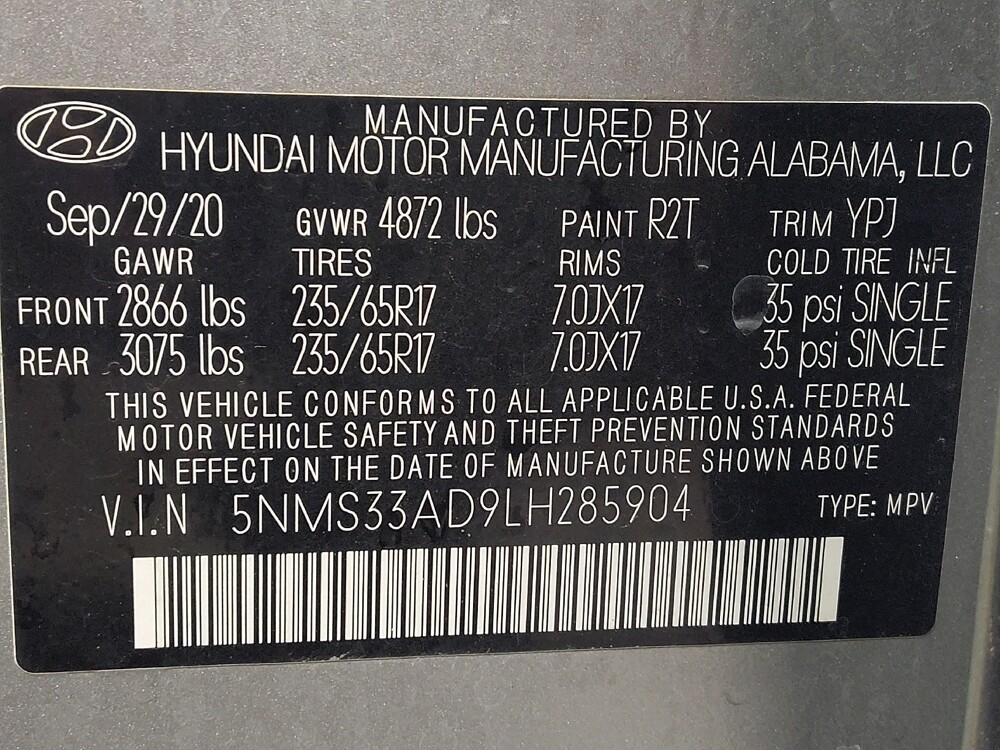 MANUFACTURED BY
HYUNDAI MOTOR MANUFACTURING ALABAMA, LLC
Sep/29/20 GVWR 4872 lbs PAINT R2T TRIM YPJ
GAWR TIRES RIMS COLD TIRE INFL
FRONT 2866 lbs 235/65R17 7.0JX17 35 psi SINGLE
REAR 3075 lbs 235/65R17 7.0JX17 35 psi SINGLE
THIS VEHICLE CONFORMS TO ALL APPLICABLE U.S.A. FEDERAL
MOTOR VEHICLE SAFETY AND THEFT PREVENTION STANDARDS
IN EFFECT ON THE DATE OF MANUFACTURE SHOWN ABOVE
V.I.N 5NMS33AD9LH285904 TYPE: MPV